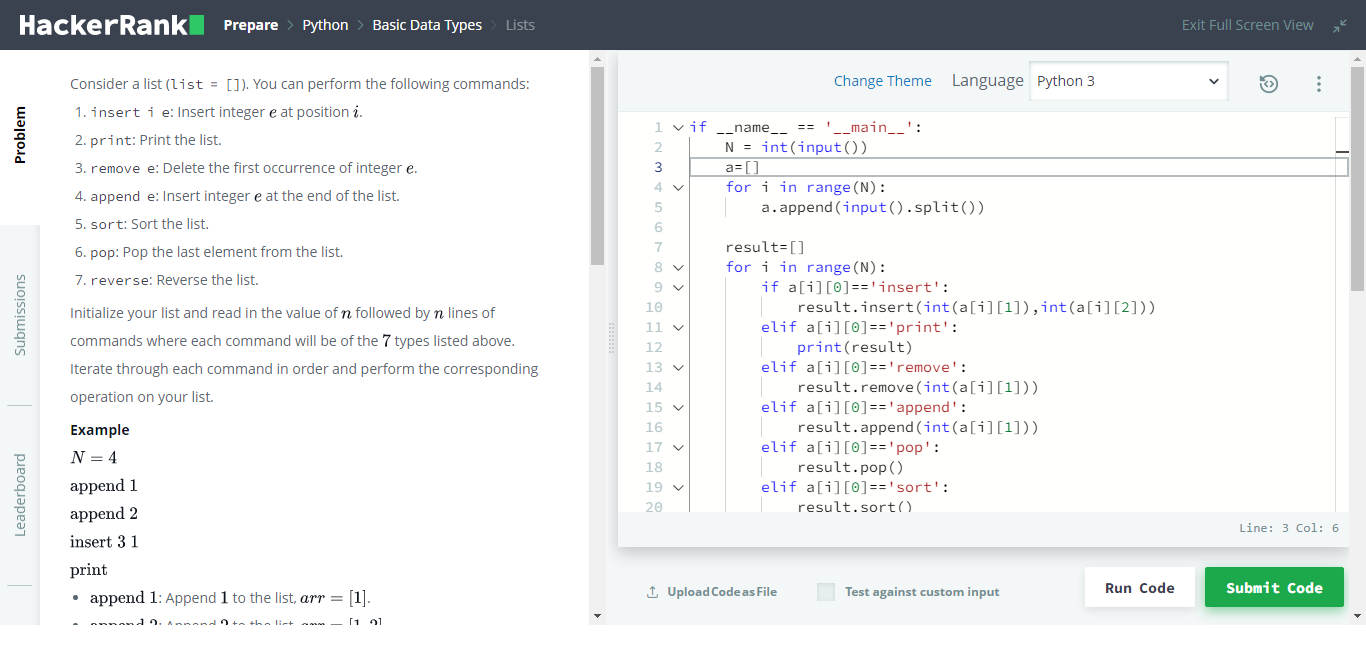 HackerRank Prepare > Python > Basic Data Types > Lists Exit Full Screen View
Problem
Submissions
Leaderboard
Consider a list (list = []). You can perform the following commands:
1. insert i e: Insert integer e at position i.
2. print: Print the list.
3. remove e: Delete the first occurrence of integer e.
4. append e: Insert integer e at the end of the list.
5. sort: Sort the list.
6. pop: Pop the last element from the list.
7. reverse: Reverse the list.
Initialize your list and read in the value of n followed by n lines of
commands where each command will be of the 7 types listed above.
Iterate through each command in order and perform the corresponding
operation on your list.
Example
N = 4
append 1
append 2
insert 3 1
print
• append 1: Append 1 to the list, arr = [1].
• append 2: Append 2 to the list, arr = [1, 2].
Change Theme Language Python 3
1 if __name__ == '__main__':
2     N = int(input())
3     a=[]
4     for i in range(N):
5         a.append(input().split())
6
7     result=[]
8     for i in range(N):
9         if a[i][0]=='insert':
10             result.insert(int(a[i][1]),int(a[i][2]))
11         elif a[i][0]=='print':
12             print(result)
13         elif a[i][0]=='remove':
14             result.remove(int(a[i][1]))
15         elif a[i][0]=='append':
16             result.append(int(a[i][1]))
17         elif a[i][0]=='pop':
18             result.pop()
19         elif a[i][0]=='sort':
20             result.sort()
Line: 3 Col: 6
Upload Code as File Test against custom input Run Code Submit Code